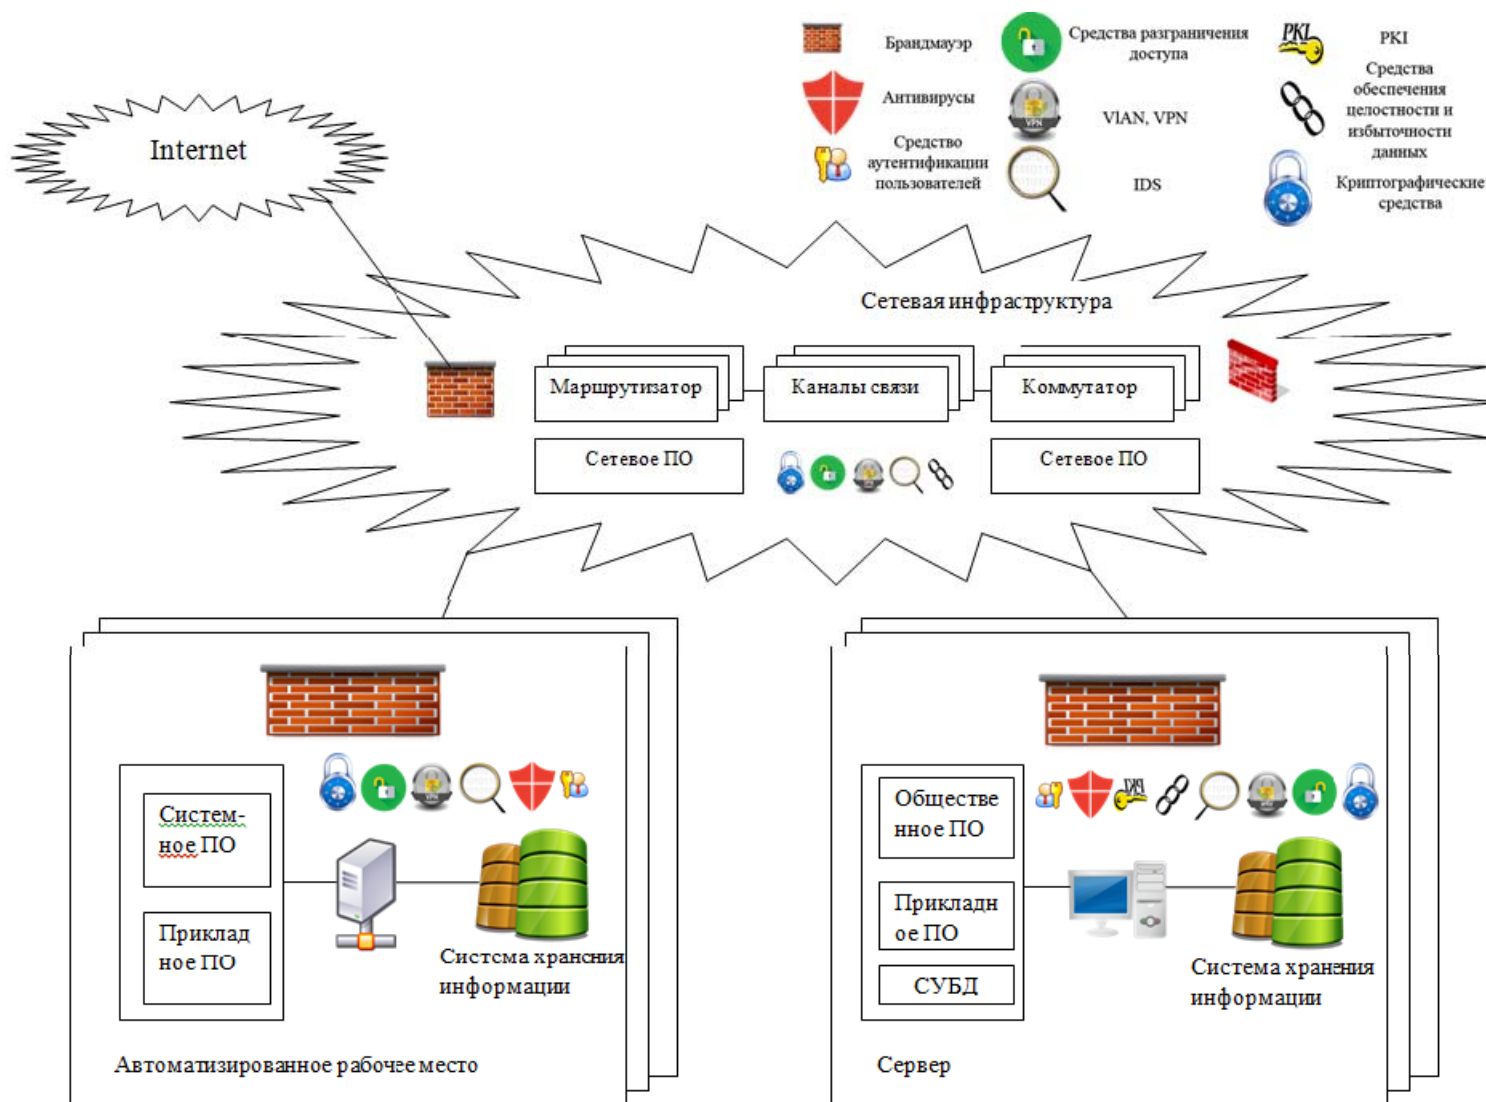 Брандмауэр
Средства разграничения
доступа
PKI
PKI
Антивирусы
VlAN, VPN
VPN
Средства
обеспечения
целостности и
избыточности
данных
Средство
аутентификации
пользователей
IDS
Криптографические
средства
Internet
Сетевая инфраструктура
Маршрутизатор
Каналы связи
Коммутатор
Сетевое ПО
Сетевое ПО
Систем-
ное ПО
Приклад
ное ПО
Система хранения
информации
Автоматизированное рабочее место
Обществе
нное ПО
Прикладн
ое ПО
СУБД
Система хранения
информации
Сервер